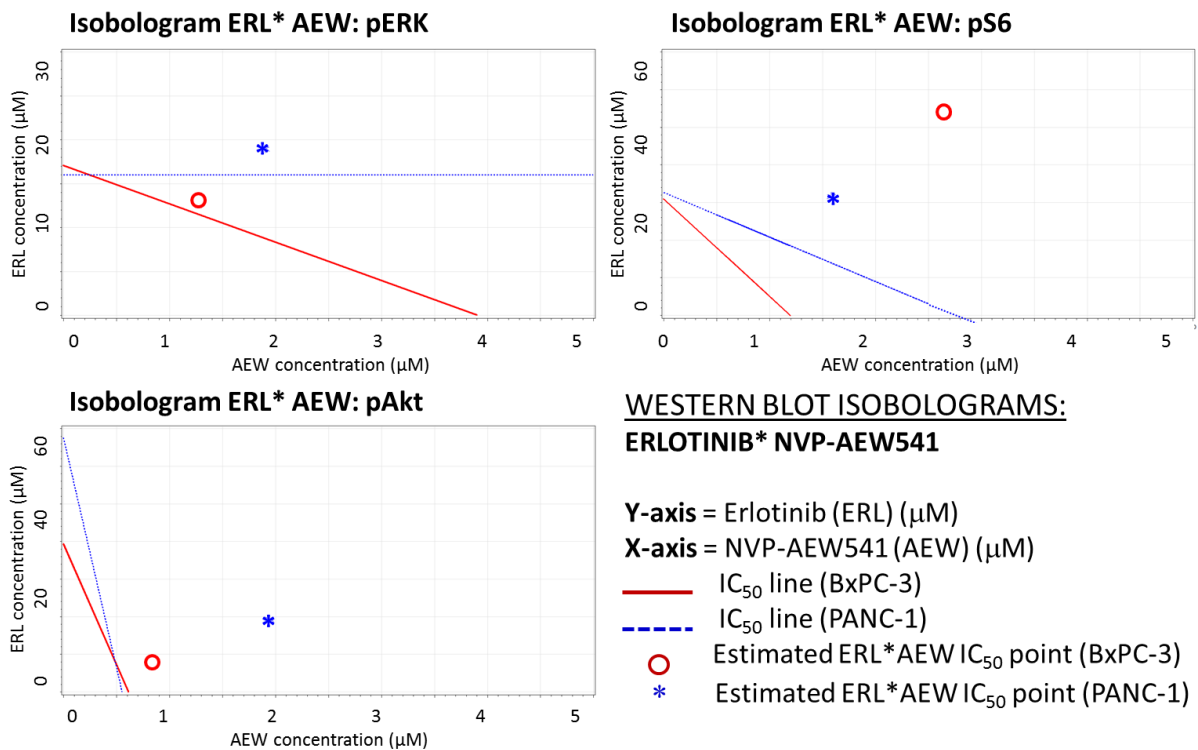 Isobologram ERL* AEW: pERK
30
20
10
0
ERL concentration (µM)
0 1 2 3 4 5
AEW concentration (µM)
Isobologram ERL* AEW: pS6
60
40
20
0
ERL concentration (µM)
0 1 2 3 4 5
AEW concentration (µM)
Isobologram ERL* AEW: pAkt
60
40
20
0
ERL concentration (µM)
0 1 2 3 4 5
AEW concentration (µM)
WESTERN BLOT ISOBOLOGRAMS:
ERLOTINIB* NVP-AEW541
Y-axis = Erlotinib (ERL) (µM)
X-axis = NVP-AEW541 (AEW) (µM)
IC50 line (BxPC-3)
IC50 line (PANC-1)
Estimated ERL*AEW IC50 point (BxPC-3)
* Estimated ERL*AEW IC50 point (PANC-1)